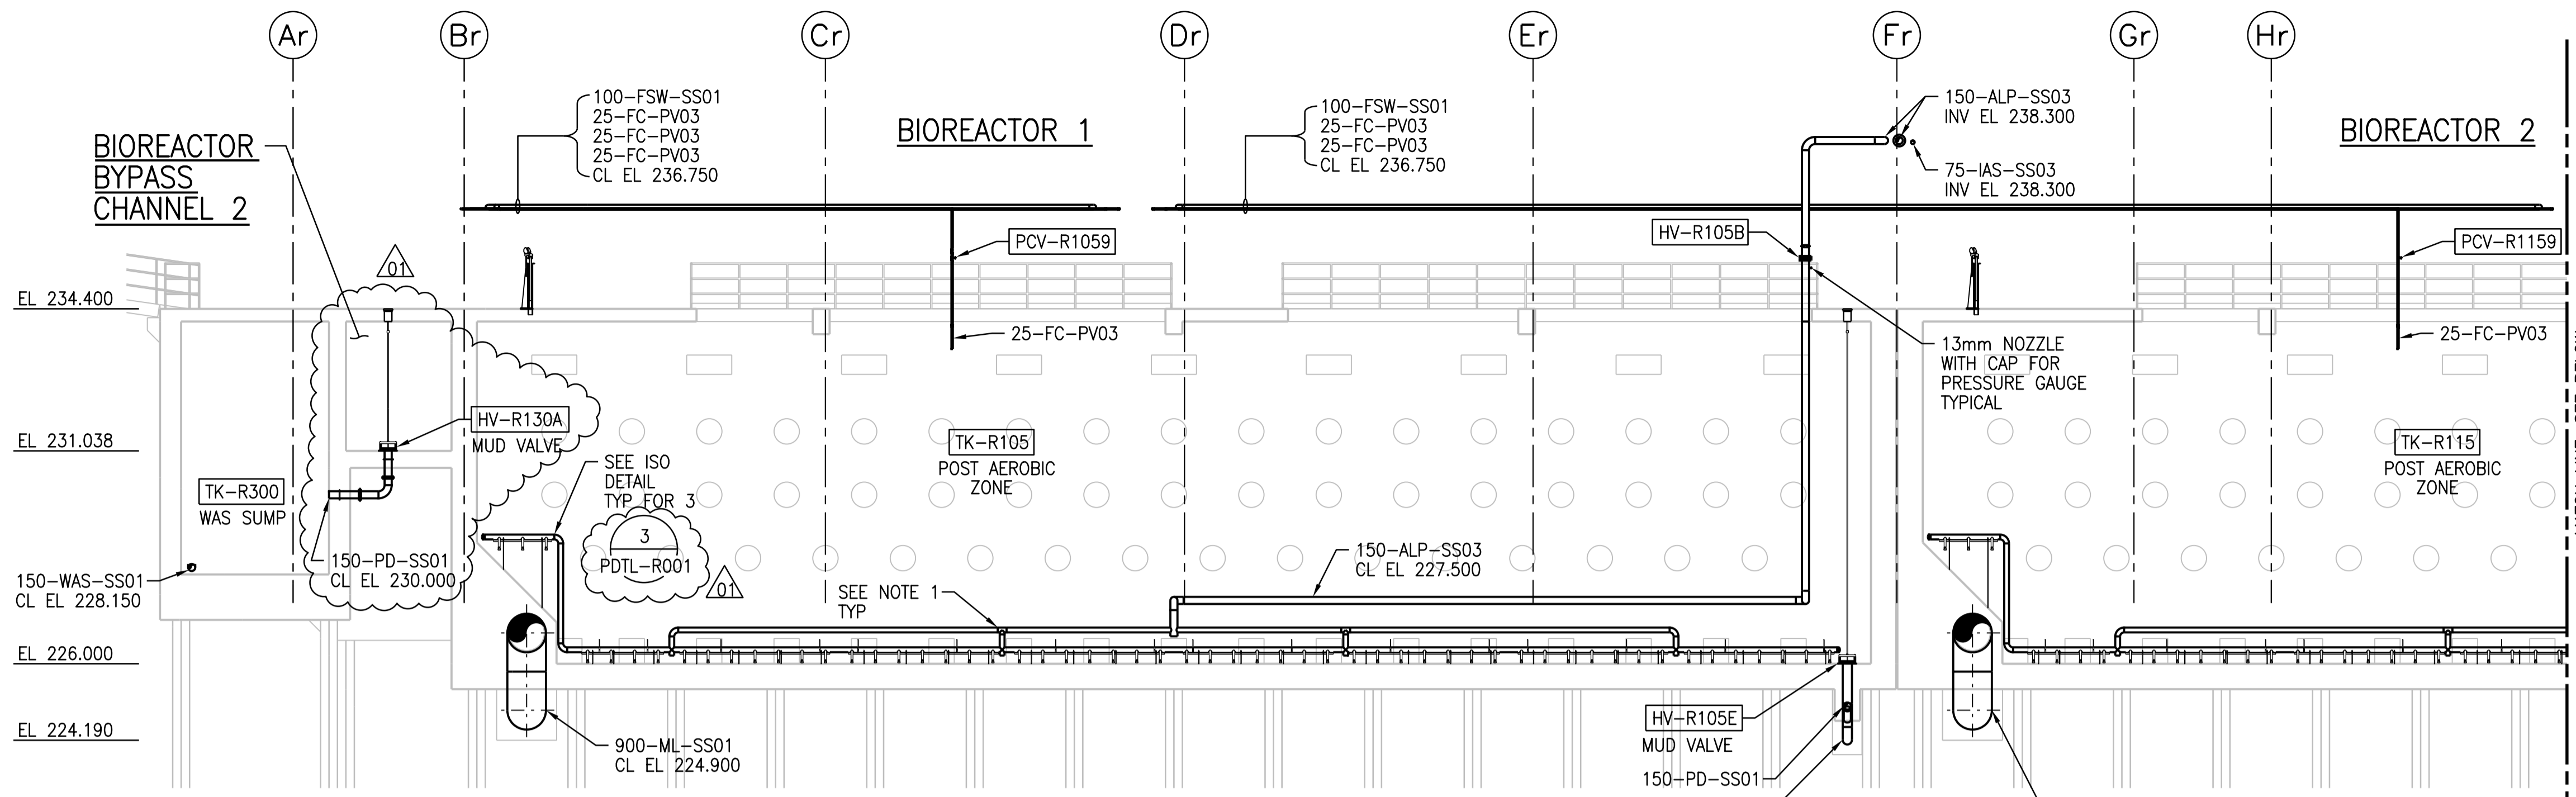 Ar
Br
Cr
Dr
Er
Fr
Gr
Hr
BIOREACTOR
BYPASS
CHANNEL 2
100-FSW-SS01
25-FC-PV03
25-FC-PV03
25-FC-PV03
CL EL 236.750
BIOREACTOR 1
100-FSW-SS01
25-FC-PV03
25-FC-PV03
CL EL 236.750
150-ALP-SS03
INV EL 238.300
75-IAS-SS03
INV EL 238.300
BIOREACTOR 2
PCV-R1059
HV-R105B
PCV-R1159
01
EL 234.400
25-FC-PV03
13mm NOZZLE
WITH CAP FOR
PRESSURE GAUGE
TYPICAL
25-FC-PV03
EL 231.038
HV-R130A
MUD VALVE
TK-R105
POST AEROBIC
ZONE
TK-R115
POST AEROBIC
ZONE
SEE ISO
DETAIL
TYP FOR 3
TK-R300
WAS SUMP
3
PDTL-R001
01
150-PD-SS01
CL EL 230.000
150-WAS-SS01
CL EL 228.150
150-ALP-SS03
CL EL 227.500
SEE NOTE 1
TYP
EL 226.000
EL 224.190
900-ML-SS01
CL EL 224.900
HV-R105E
MUD VALVE
150-PD-SS01